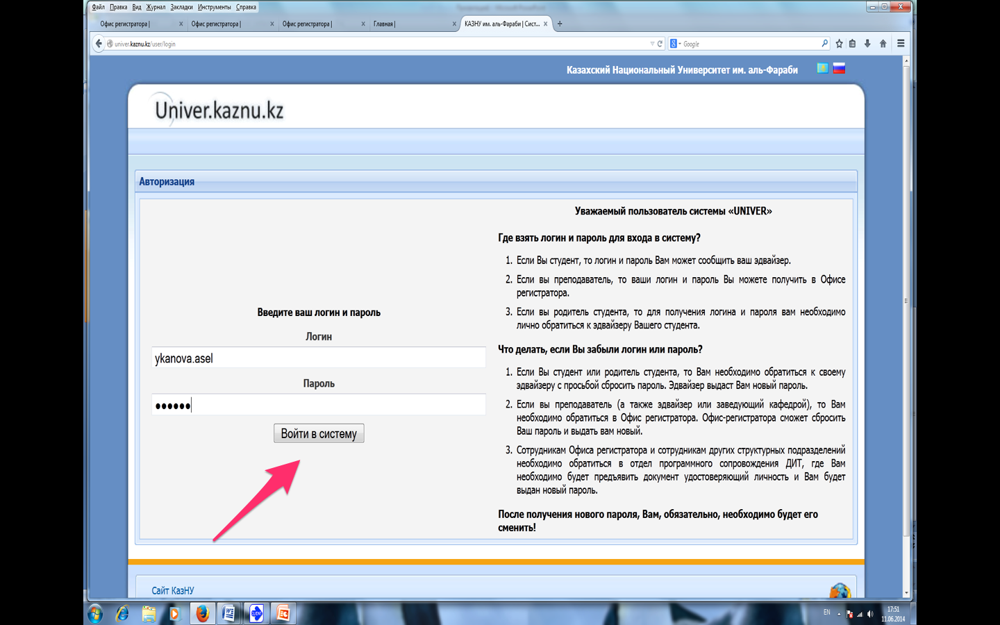 Файл Правка Вид Журнал Закладки Инструменты Справка
Офис регистратора | × Офис регистратора | × Офис регистратора | × Главная | × КАЗНУ им. аль-Фараби | Сист... × +
univer.kaznu.kz/user/login Google
Казахский Национальный Университет им. аль-Фараби
Univer.kaznu.kz
Авторизация
Введите ваш логин и пароль
Логин
ykanova.asel
Пароль
••••••
Войти в систему
Уважаемый пользователь системы «UNIVER»
Где взять логин и пароль для входа в систему?
1. Если Вы студент, то логин и пароль Вам может сообщить ваш эдвайзер.
2. Если вы преподаватель, то ваши логин и пароль Вы можете получить в Офисе
регистратора.
3. Если вы родитель студента, то для получения логина и пароля вам необходимо
лично обратиться к эдвайзеру Вашего студента.
Что делать, если Вы забыли логин или пароль?
1. Если Вы студент или родитель студента, то Вам необходимо обратиться к своему
эдвайзеру с просьбой сбросить пароль. Эдвайзер выдаст Вам новый пароль.
2. Если вы преподаватель (а также эдвайзер или заведующий кафедрой), то Вам
необходимо обратиться в Офис регистратора. Офис-регистратора сможет сбросить
Ваш пароль и выдать вам новый.
3. Сотрудникам Офиса регистратора и сотрудникам других структурных подразделений
необходимо обратиться в отдел программного сопровождения ДИТ, где Вам
необходимо будет предъявить документ удостоверяющий личность и Вам будет
выдан новый пароль.
После получения нового пароля, Вам, обязательно, необходимо будет его
сменить!
Сайт КазНУ
CLIENT
EN
17:51
11.06.2014